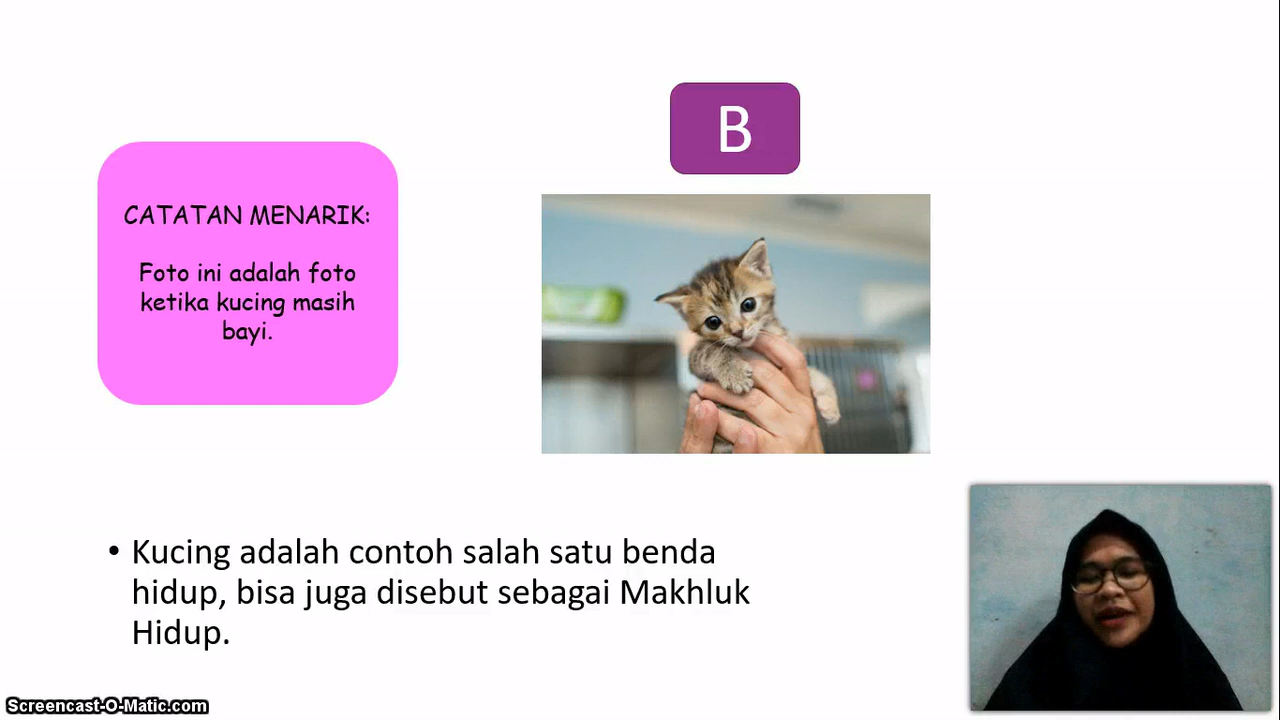 B
CATATAN MENARIK:
Foto ini adalah foto
ketika kucing masih
bayi.
• Kucing adalah contoh salah satu benda
hidup, bisa juga disebut sebagai Makhluk
Hidup.
Screencast-O-Matic.com